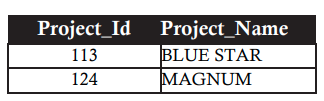 Project_Id Project_Name
113 BLUE STAR
124 MAGNUM